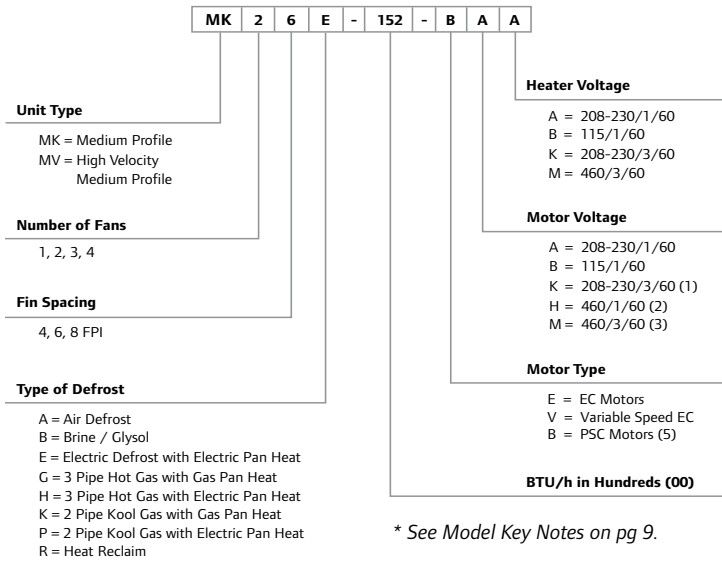 MK 2 6 E - 152 - B A A
Unit Type
MK = Medium Profile
MV = High Velocity
Medium Profile
Number of Fans
1, 2, 3, 4
Fin Spacing
4, 6, 8 FPI
Type of Defrost
A = Air Defrost
B = Brine / Glysol
E = Electric Defrost with Electric Pan Heat
G = 3 Pipe Hot Gas with Gas Pan Heat
H = 3 Pipe Hot Gas with Electric Pan Heat
K = 2 Pipe Kool Gas with Gas Pan Heat
P = 2 Pipe Kool Gas with Electric Pan Heat
R = Heat Reclaim
Heater Voltage
A = 208-230/1/60
B = 115/1/60
K = 208-230/3/60
M = 460/3/60
Motor Voltage
A = 208-230/1/60
B = 115/1/60
K = 208-230/3/60 (1)
H = 460/1/60 (2)
M = 460/3/60 (3)
Motor Type
E = EC Motors
V = Variable Speed EC
B = PSC Motors (5)
BTU/h in Hundreds (00)
* See Model Key Notes on pg 9.